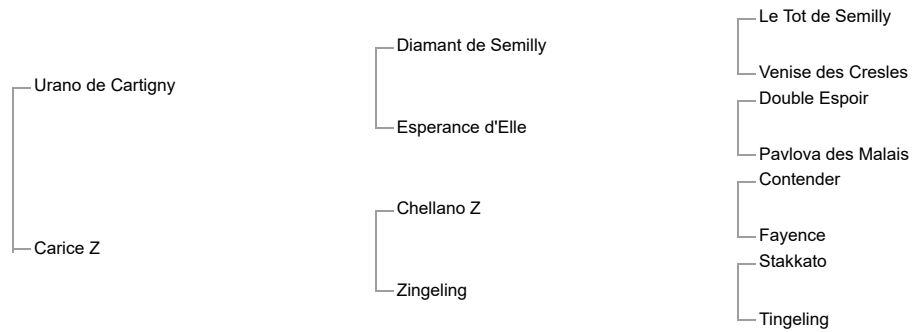 Le Tot de Semilly
Diamant de Semilly
Venise des Cresles
Urano de Cartigny
Double Espoir
Esperance d'Elle
Pavlova des Malais
Contender
Chellano Z
Fayence
Carice Z
Stakkato
Zingeling
Tingeling